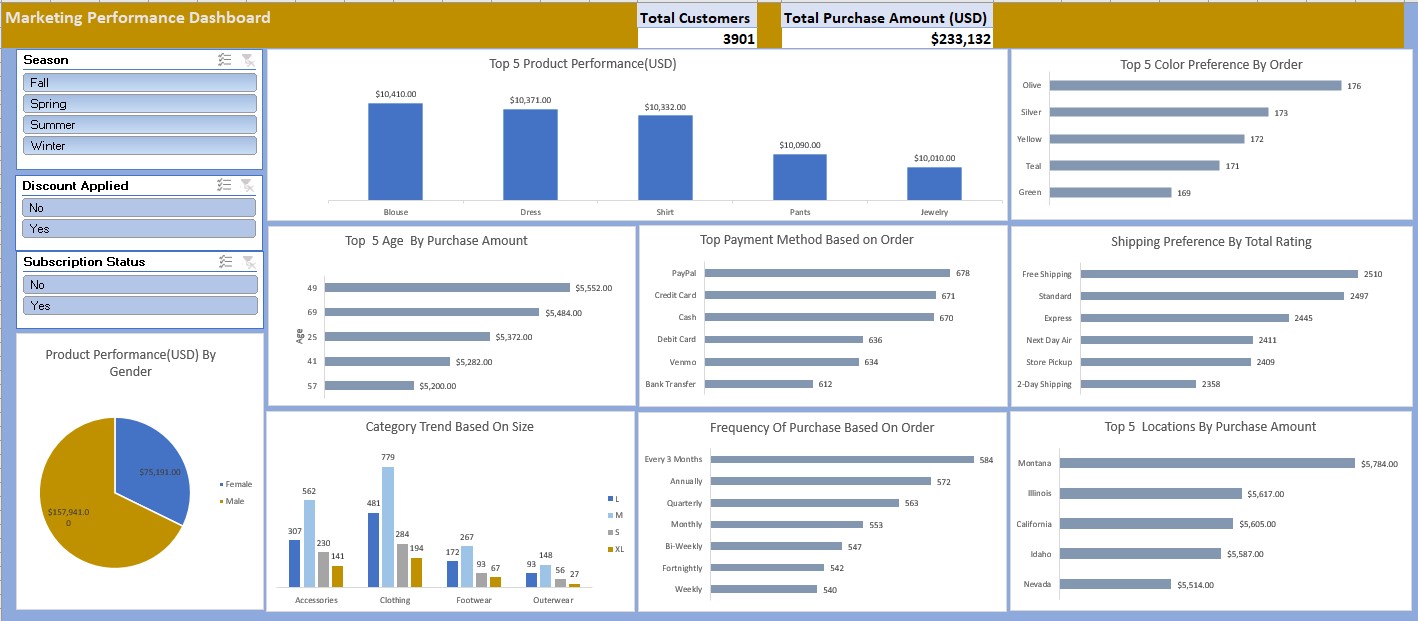 Marketing Performance Dashboard
Total Customers
3901
Total Purchase Amount (USD)
$233,132
Season
Fall
Spring
Summer
Winter
Discount Applied
No
Yes
Subscription Status
No
Yes
Product Performance(USD) By
Gender
$75,191.00
$157,941.0
0
Female
Male
Top 5 Product Performance(USD)
$10,410.00
$10,371.00
$10,332.00
$10,090.00
$10,010.00
Blouse
Dress
Shirt
Pants
Jewelry
Top 5 Color Preference By Order
Olive 176
Silver 173
Yellow 172
Teal 171
Green 169
Top  5 Age  By Purchase Amount
Age
49 $5,552.00
69 $5,484.00
25 $5,372.00
41 $5,282.00
57 $5,200.00
Top Payment Method Based on Order
PayPal 678
Credit Card 671
Cash 670
Debit Card 636
Venmo 634
Bank Transfer 612
Shipping Preference By Total Rating
Free Shipping 2510
Standard 2497
Express 2445
Next Day Air 2411
Store Pickup 2409
2-Day Shipping 2358
Category Trend Based On Size
307 562 230 141
481 779 284 194
172 267 93 67
93 148 56 27
Accessories
Clothing
Footwear
Outerwear
L
M
S
XL
Frequency Of Purchase Based On Order
Every 3 Months 584
Annually 572
Quarterly 563
Monthly 553
Bi-Weekly 547
Fortnightly 542
Weekly 540
Top 5  Locations By Purchase Amount
Montana $5,784.00
Illinois $5,617.00
California $5,605.00
Idaho $5,587.00
Nevada $5,514.00